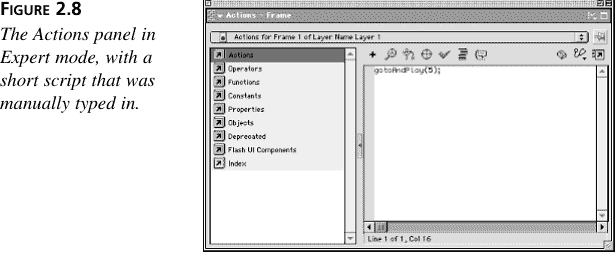 FIGURE 2.8
The Actions panel in
Expert mode, with a
short script that was
manually typed in.
Actions - Frame
Actions for Frame 1 of Layer Name Layer 1
Actions
Operators
Functions
Constants
Properties
Objects
Deprecated
Flash UI Components
Index
gotoAndPlay(5);
Line 1 of 1, Col 16